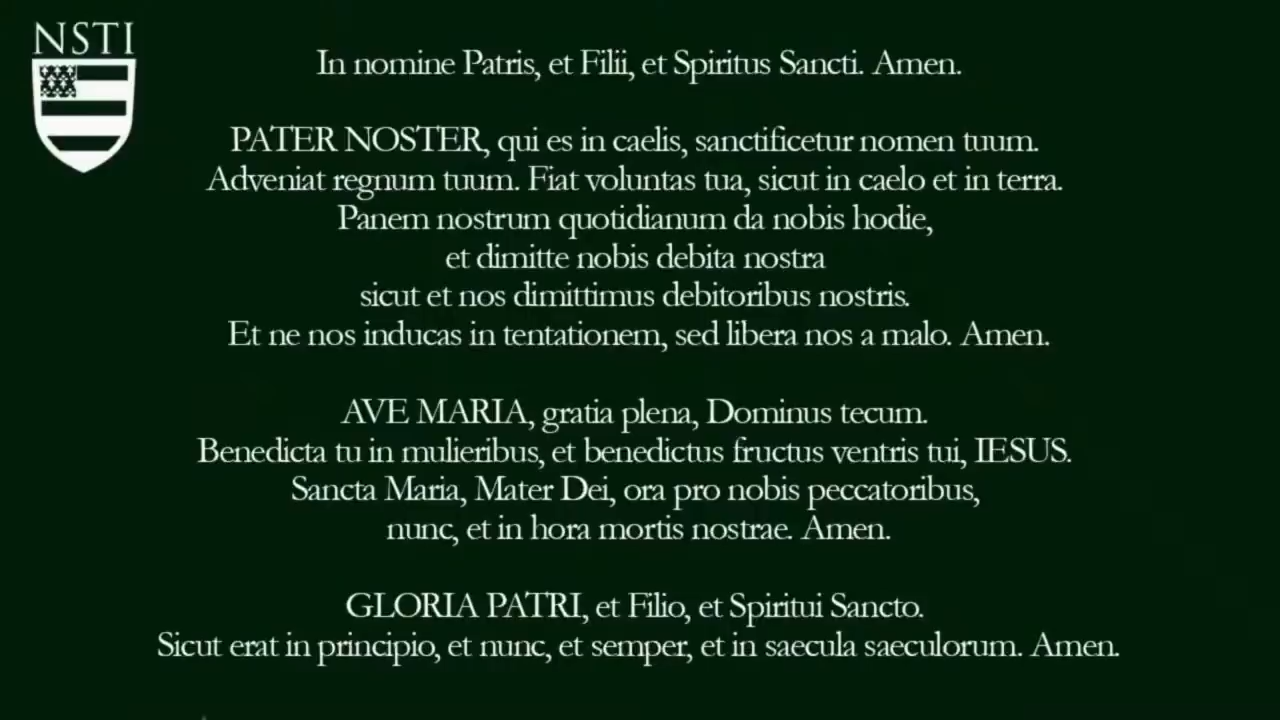 NSTI
In nomine Patris, et Filii, et Spiritus Sancti. Amen.
PATER NOSTER, qui es in caelis, sanctificetur nomen tuum.
Adveniat regnum tuum. Fiat voluntas tua, sicut in caelo et in terra.
Panem nostrum quotidianum da nobis hodie,
et dimitte nobis debita nostra
sicut et nos dimittimus debitoribus nostris.
Et ne nos inducas in tentationem, sed libera nos a malo. Amen.
AVE MARIA, gratia plena, Dominus tecum.
Benedicta tu in mulieribus, et benedictus fructus ventris tui, IESUS.
Sancta Maria, Mater Dei, ora pro nobis peccatoribus,
nunc, et in hora mortis nostrae. Amen.
GLORIA PATRI, et Filio, et Spiritui Sancto.
Sicut erat in principio, et nunc, et semper, et in saecula saeculorum. Amen.